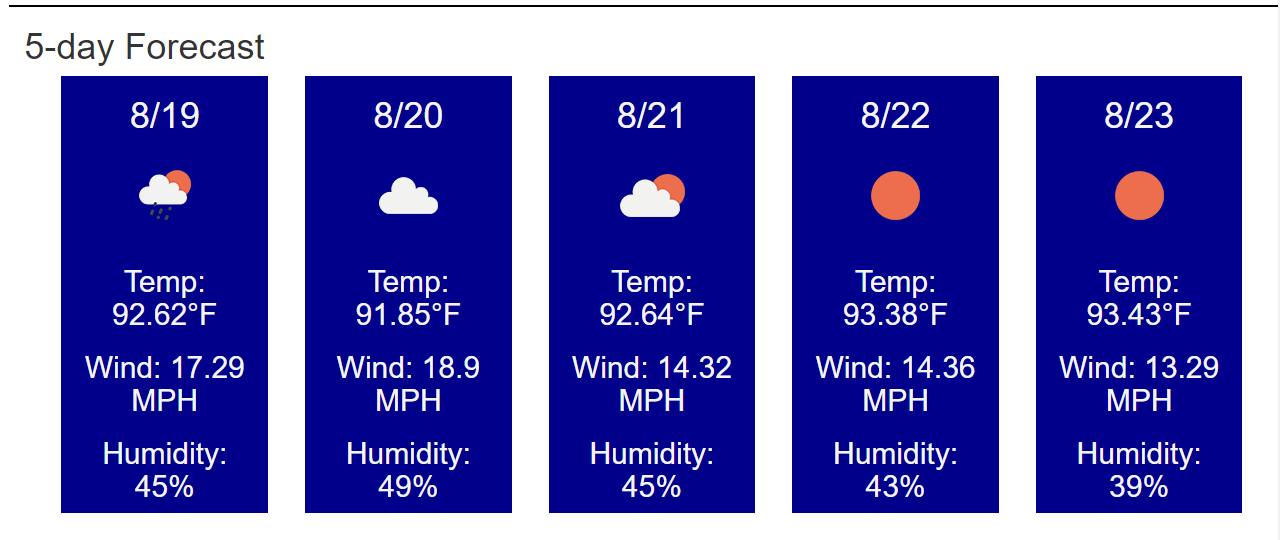 5-day Forecast
8/19
Temp:
92.62°F
Wind: 17.29
MPH
Humidity:
45%
8/20
Temp:
91.85°F
Wind: 18.9
MPH
Humidity:
49%
8/21
Temp:
92.64°F
Wind: 14.32
MPH
Humidity:
45%
8/22
Temp:
93.38°F
Wind: 14.36
MPH
Humidity:
43%
8/23
Temp:
93.43°F
Wind: 13.29
MPH
Humidity:
39%